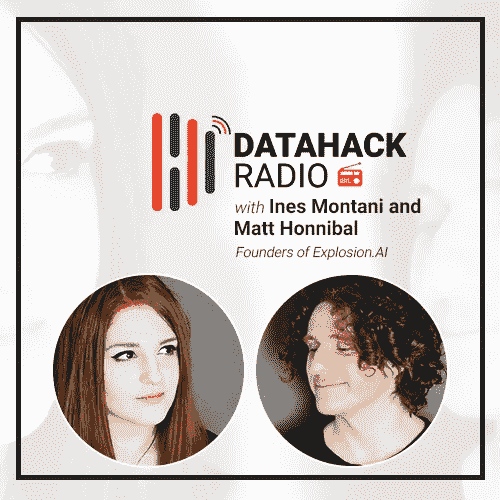 DATAHACK
RADIO
with Ines Montani and
Matt Honnibal
Founders of Explosion.AI